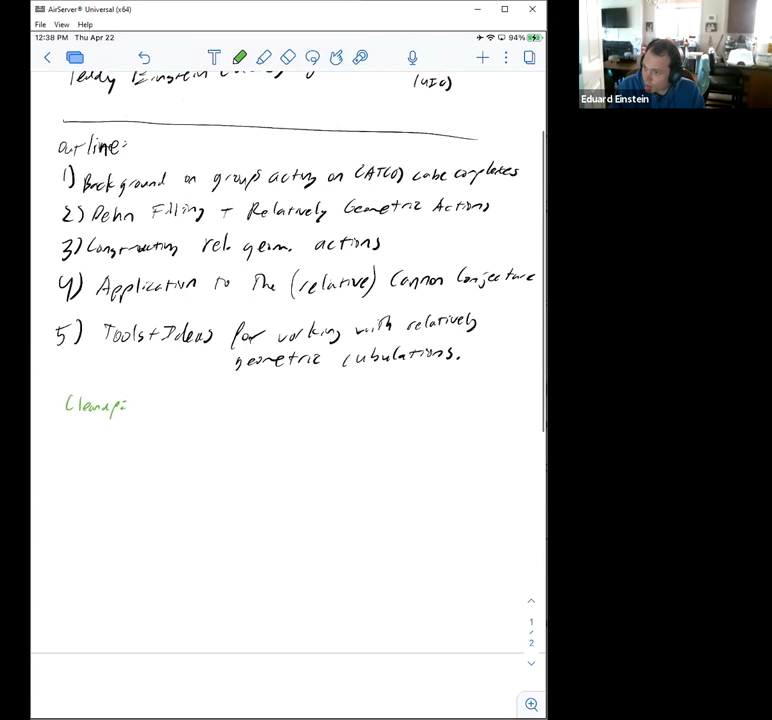 AirServer® Universal (x64)
File View Help
12:38 PM Thu Apr 22
94%
Teddy Einstein
(UIC)
Outline:
1) Background on groups acting on CAT(0) cube complexes
2) Dehn Filling + Relatively Geometric Actions
3) Constructing rel. geom. actions
4) Application to the (relative) Cannon Conjecture
5) Tools + Ideas for working with relatively
geometric cubulations.
Cleanup:
1
/
2
Eduard Einstein